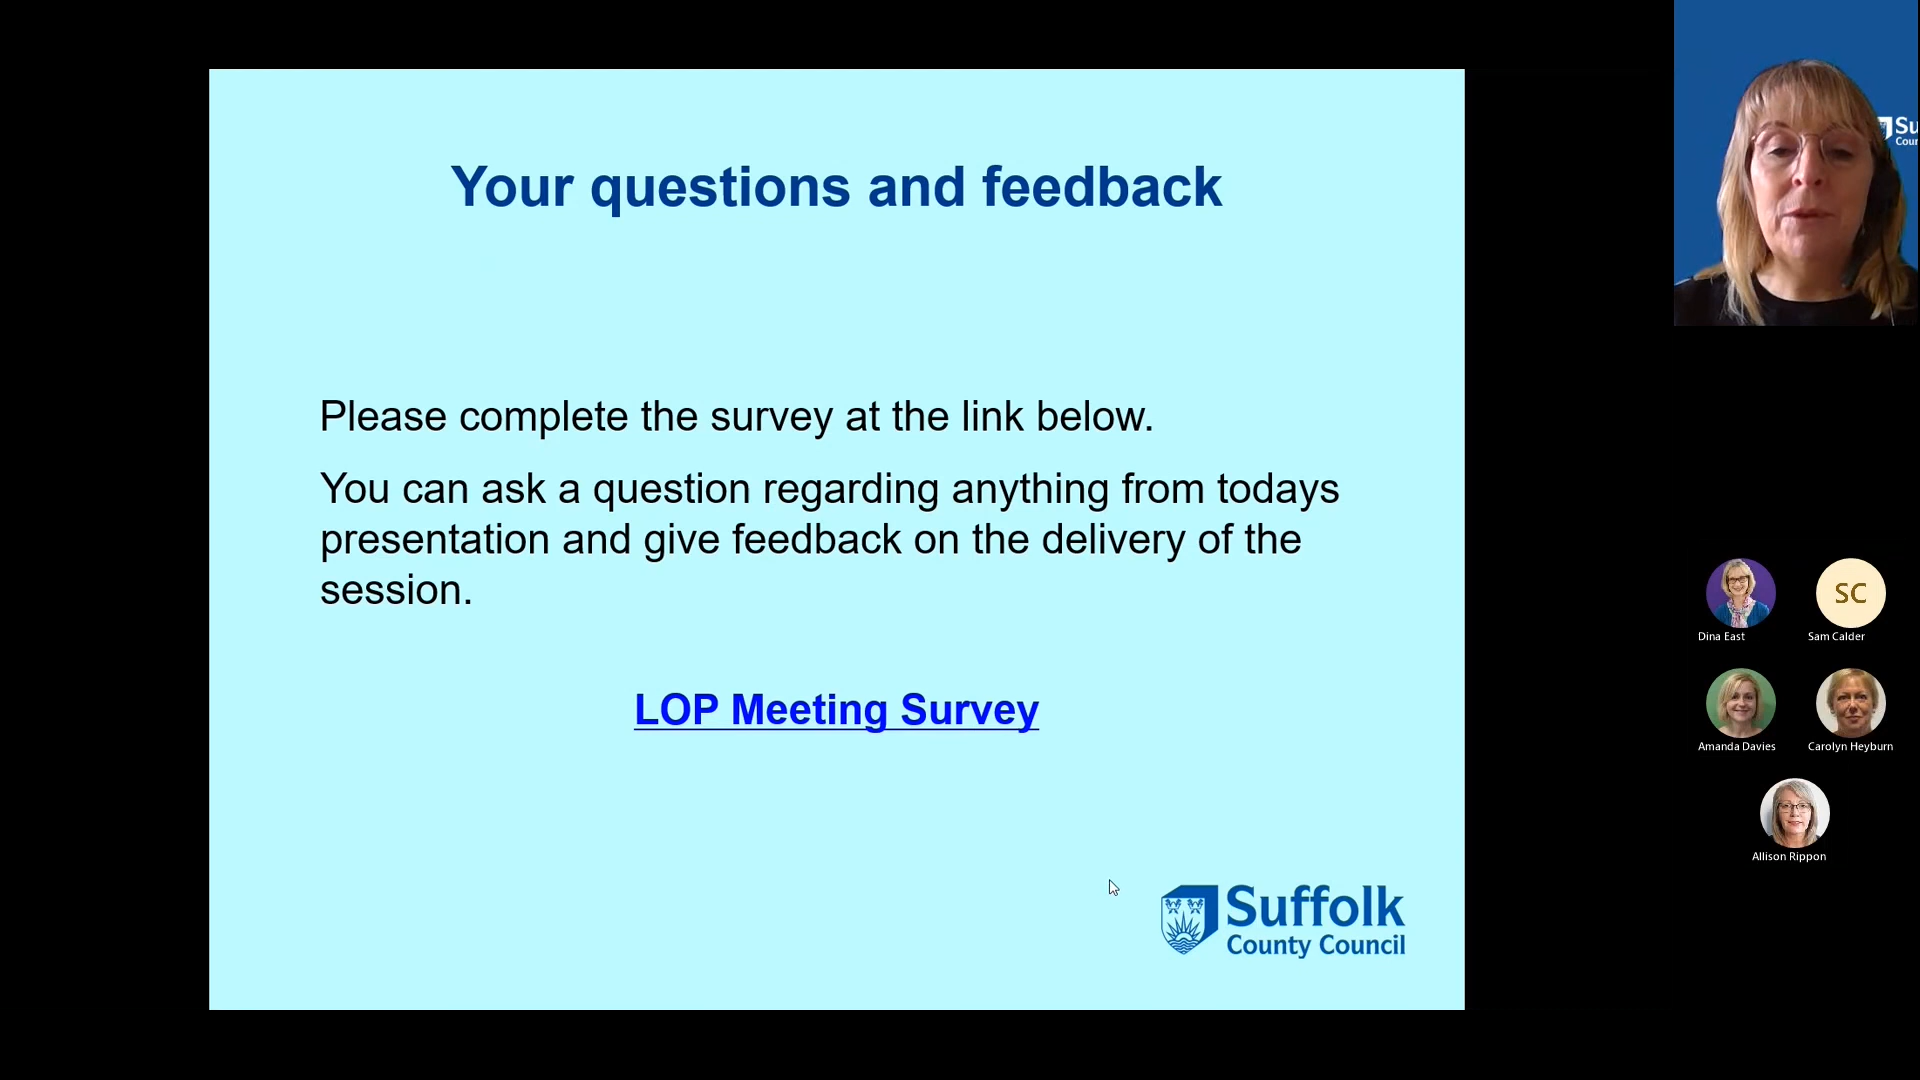 Your questions and feedback
Please complete the survey at the link below.
You can ask a question regarding anything from todays
presentation and give feedback on the delivery of the
session.
LOP Meeting Survey
Suffolk
County Council
Su
Coun
Dina East
SC
Sam Calder
Amanda Davies
Carolyn Heyburn
Allison Rippon